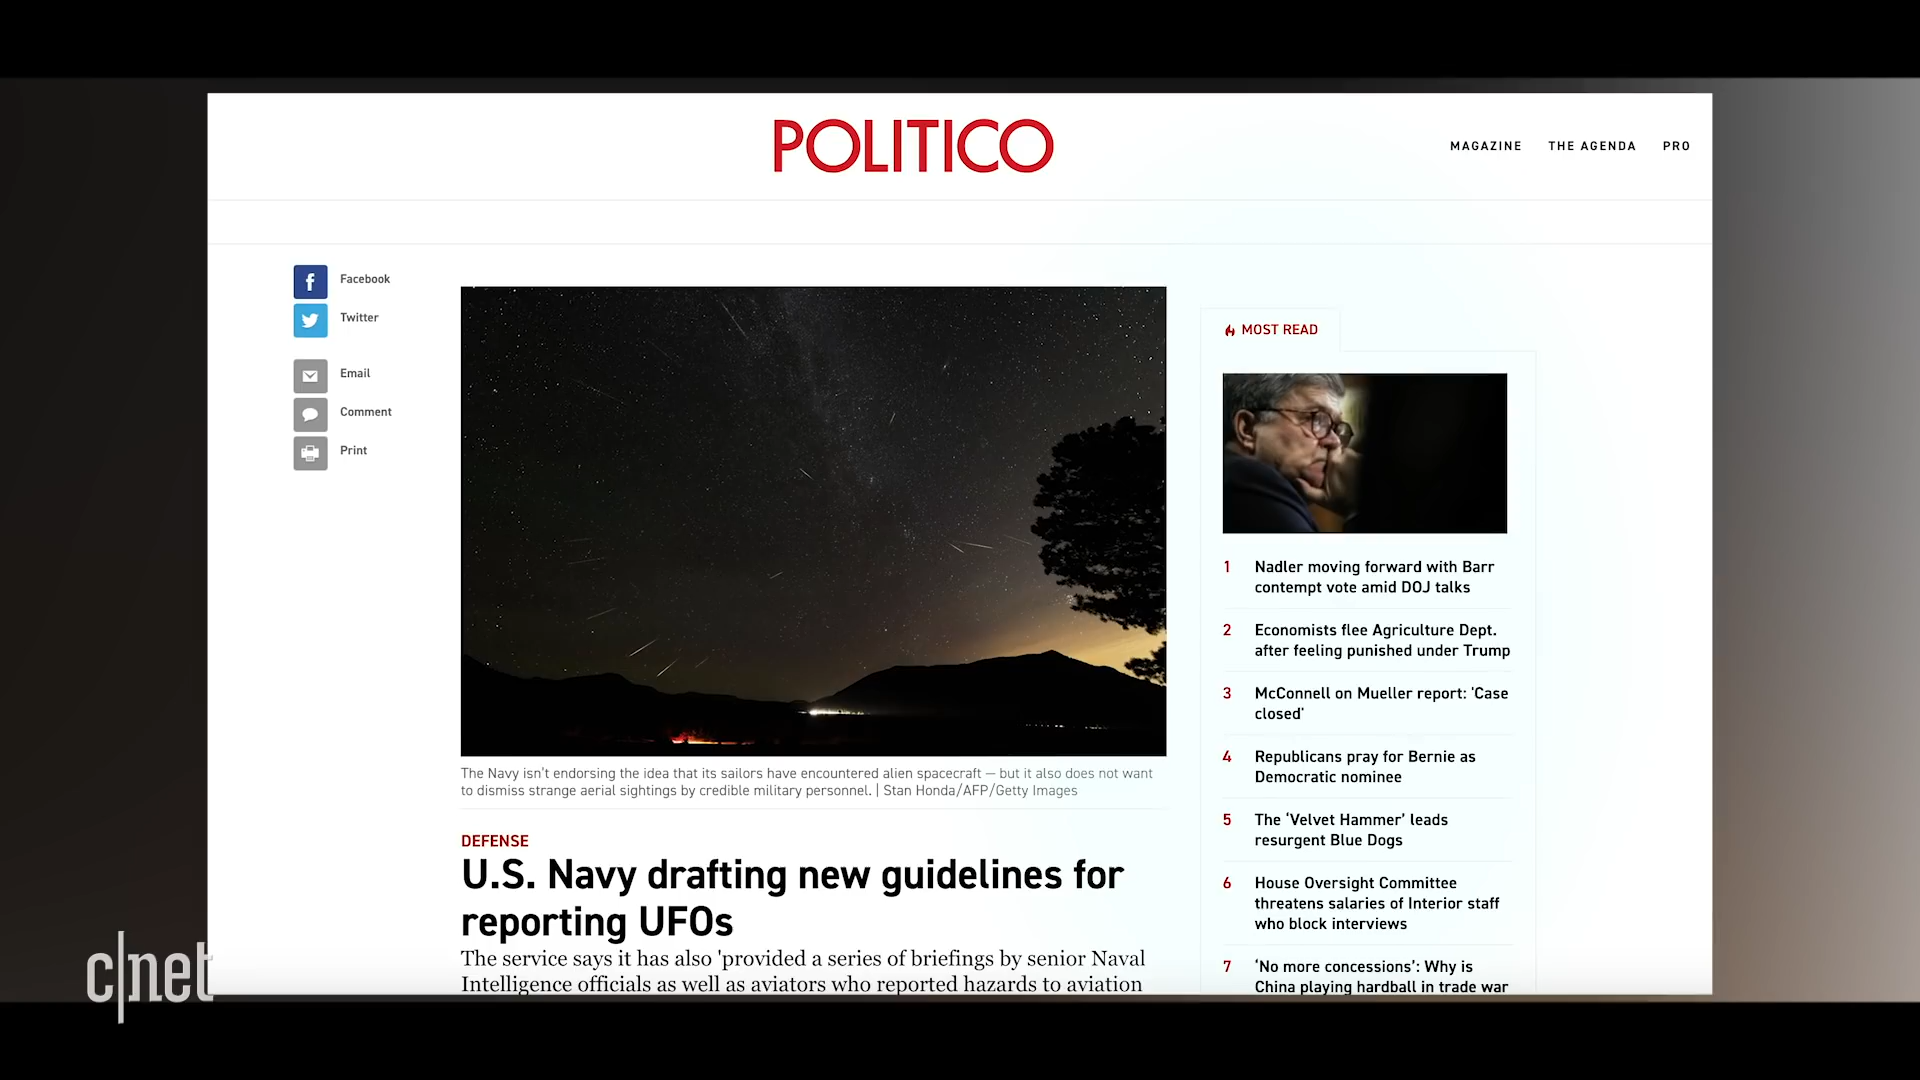 POLITICO
MAGAZINE
THE AGENDA
PRO
Facebook
Twitter
Email
Comment
Print
The Navy isn't endorsing the idea that its sailors have encountered alien spacecraft — but it also does not want
to dismiss strange aerial sightings by credible military personnel. | Stan Honda/AFP/Getty Images
DEFENSE
U.S. Navy drafting new guidelines for
reporting UFOs
The service says it has also 'provided a series of briefings by senior Naval
Intelligence officials as well as aviators who reported hazards to aviation
MOST READ
1 Nadler moving forward with Barr
contempt vote amid DOJ talks
2 Economists flee Agriculture Dept.
after feeling punished under Trump
3 McConnell on Mueller report: 'Case
closed'
4 Republicans pray for Bernie as
Democratic nominee
5 The ‘Velvet Hammer’ leads
resurgent Blue Dogs
6 House Oversight Committee
threatens salaries of Interior staff
who block interviews
7 ‘No more concessions’: Why is
China playing hardball in trade war
c|net